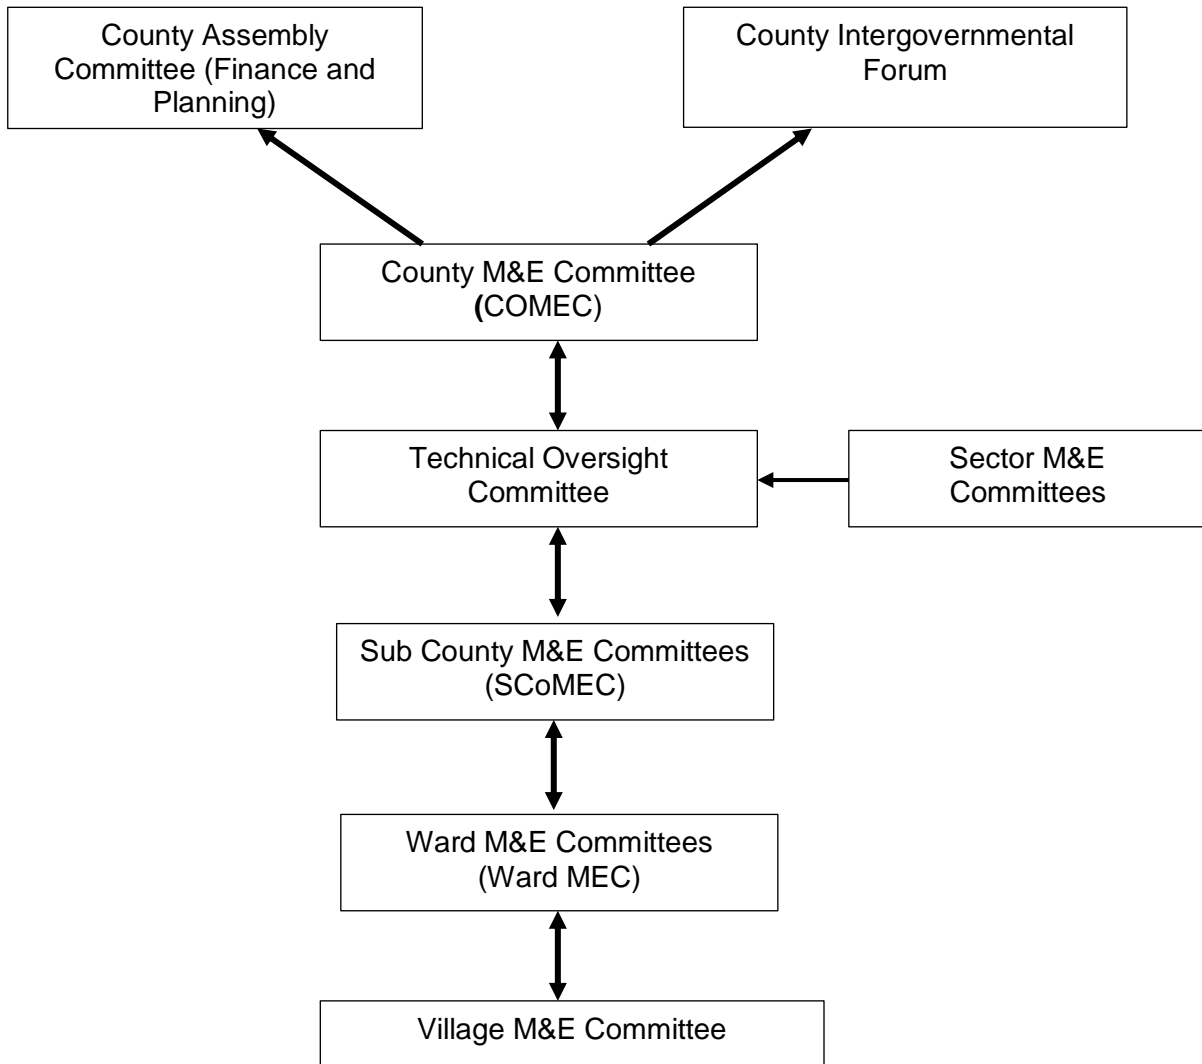 County Assembly
Committee (Finance and
Planning)
County Intergovernmental
Forum
County M&E Committee
(COMEC)
Technical Oversight
Committee
Sector M&E
Committees
Sub County M&E Committees
(SCoMEC)
Ward M&E Committees
(Ward MEC)
Village M&E Committee